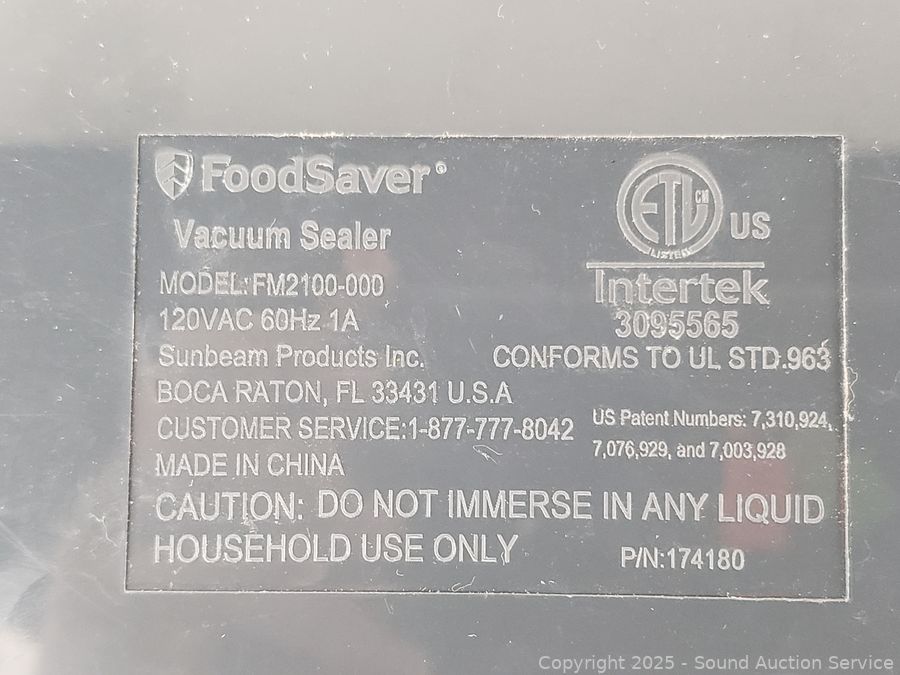 FoodSaver®
Vacuum Sealer
MODEL:FM2100-000
120VAC 60Hz 1A
Sunbeam Products Inc.
BOCA RATON, FL 33431 U.S.A
CUSTOMER SERVICE:1-877-777-8042
MADE IN CHINA
ETL CM
LISTED
US
Intertek
3095565
CONFORMS TO UL STD.963
US Patent Numbers: 7,310,924,
7,076,929, and 7,003,928
CAUTION: DO NOT IMMERSE IN ANY LIQUID
HOUSEHOLD USE ONLY
P/N:174180
Copyright 2025 - Sound Auction Service